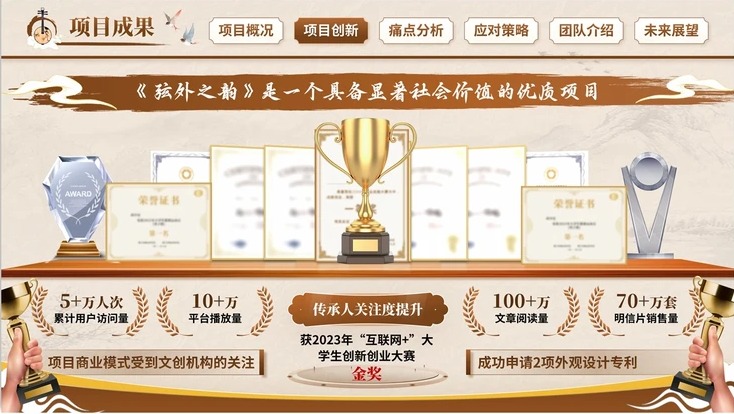 项目成果
项目概况
项目创新
痛点分析
应对策略
团队介绍
未来展望
《弦外之韵》是一个具备显著社会价值的优质项目
AWARD
荣誉证书
荣誉证书
5+万人次
累计用户访问量
10+万
平台播放量
传承人关注度提升
获2023年“互联网+”大
学生创新创业大赛
金奖
100+万
文章阅读量
70+万套
明信片销售量
项目商业模式受到文创机构的关注
成功申请2项外观设计专利